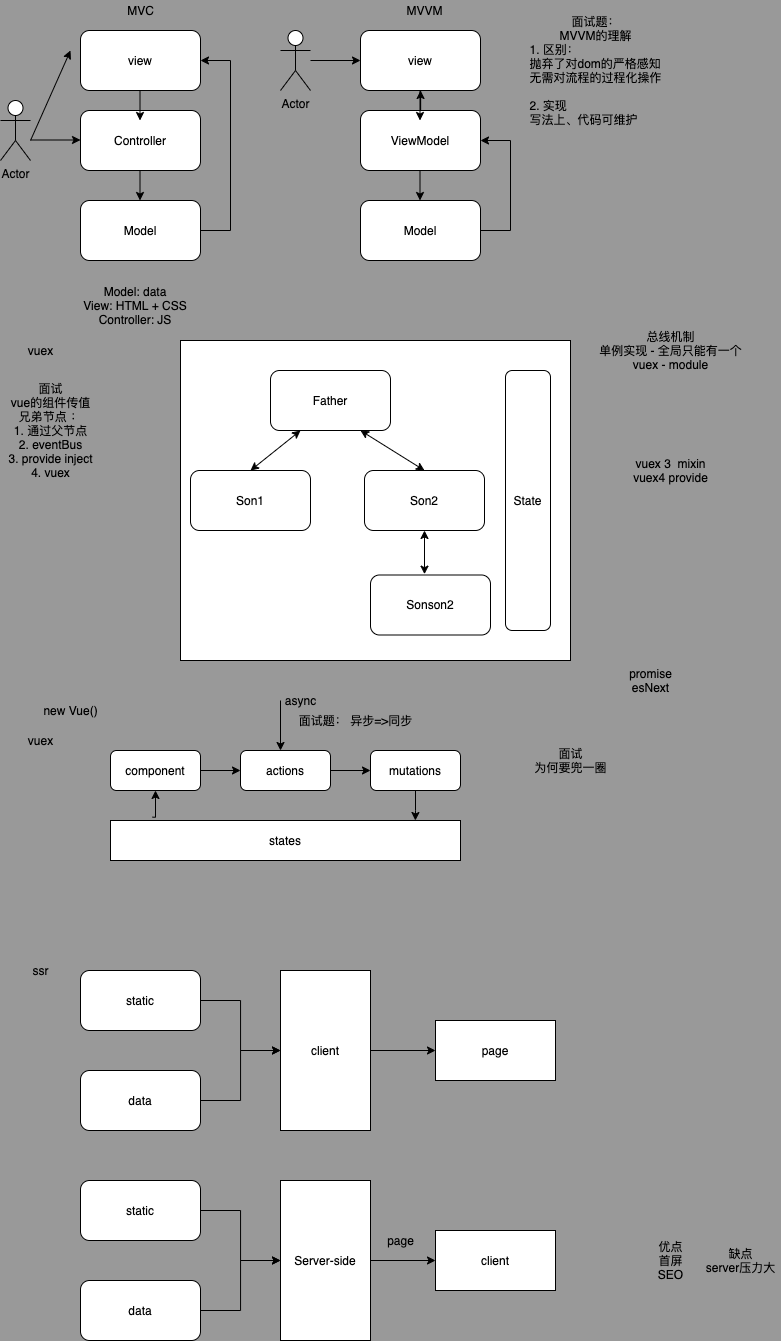 MVC
view
Controller
Model
Actor
MVVM
view
ViewModel
Model
Actor
面试题：
MVVM的理解
1. 区别：
抛弃了对dom的严格感知
无需对流程的过程化操作
2. 实现
写法上、代码可维护
Model: data
View: HTML + CSS
Controller: JS
vuex
面试
vue的组件传值
兄弟节点：
1. 通过父节点
2. eventBus
3. provide inject
4. vuex
Father
Son1
Son2
Sonson2
State
总线机制
单例实现 - 全局只能有一个
vuex - module
vuex 3  mixin
vuex4 provide
promise
esNext
new Vue()
vuex
async
面试题： 异步=>同步
component
actions
mutations
states
面试
为何要兜一圈
ssr
static
data
client
page
static
data
Server-side
page
client
优点
首屏
SEO
缺点
server压力大